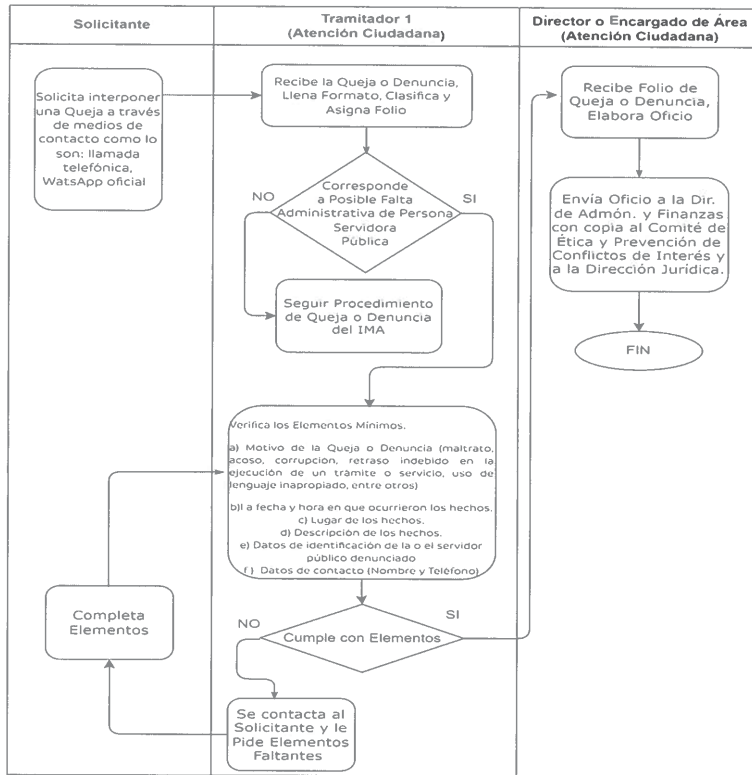 Solicitante
Tramitador 1
(Atención Ciudadana)
Director o Encargado de Área
(Atención Ciudadana)
Solicita interponer
una Queja a través
de medios de
contacto como lo
son: llamada
telefónica,
WatsApp oficial
Recibe la Queja o Denuncia,
Llena Formato, Clasifica y
Asigna Folio
Corresponde
a Posible Falta
Administrativa de Persona
Servidora
Pública
NO
SI
Seguir Procedimiento
de Queja o Denuncia
del IMA
Verifica los Elementos Mínimos.
a) Motivo de la Queja o Denuncia (maltrato,
acoso, corrupción, retraso indebido en la
ejecución de un trámite o servicio, uso de
lenguaje inapropiado, entre otros)
b)La fecha y hora en que ocurrieron los hechos.
c) Lugar de los hechos.
d) Descripción de los hechos.
e) Datos de identificación de la o el servidor
público denunciado
f) Datos de contacto (Nombre y Teléfono)
Cumple con Elementos
NO
SI
Se contacta al
Solicitante y le
Pide Elementos
Faltantes
Completa
Elementos
Recibe Folio de
Queja o Denuncia,
Elabora Oficio
Envía Oficio a la Dir.
de Admón. y Finanzas
con copia al Comité de
Ética y Prevención de
Conflictos de Interés y
a la Dirección Jurídica.
FIN